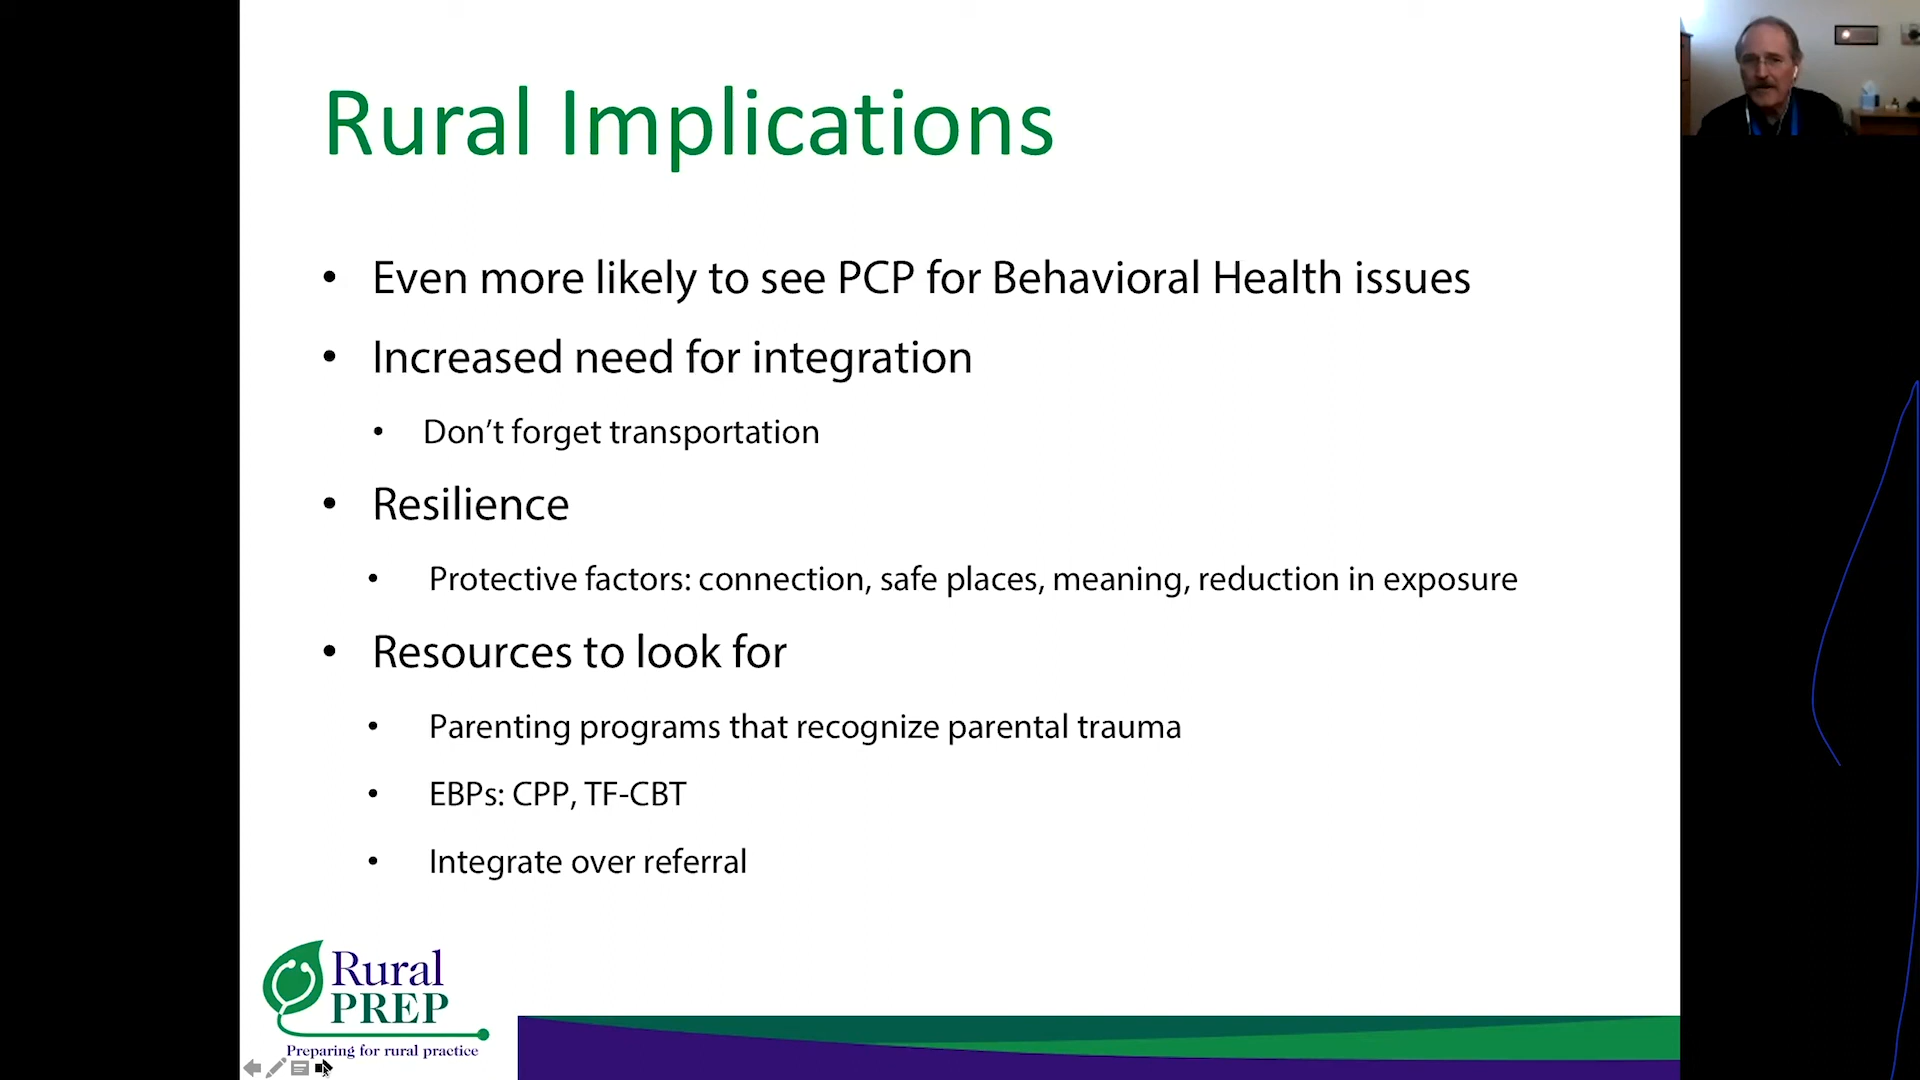 Rural Implications
• Even more likely to see PCP for Behavioral Health issues
• Increased need for integration
• Don’t forget transportation
• Resilience
• Protective factors: connection, safe places, meaning, reduction in exposure
• Resources to look for
• Parenting programs that recognize parental trauma
• EBPs: CPP, TF-CBT
• Integrate over referral
Rural
PREP
Preparing for rural practice